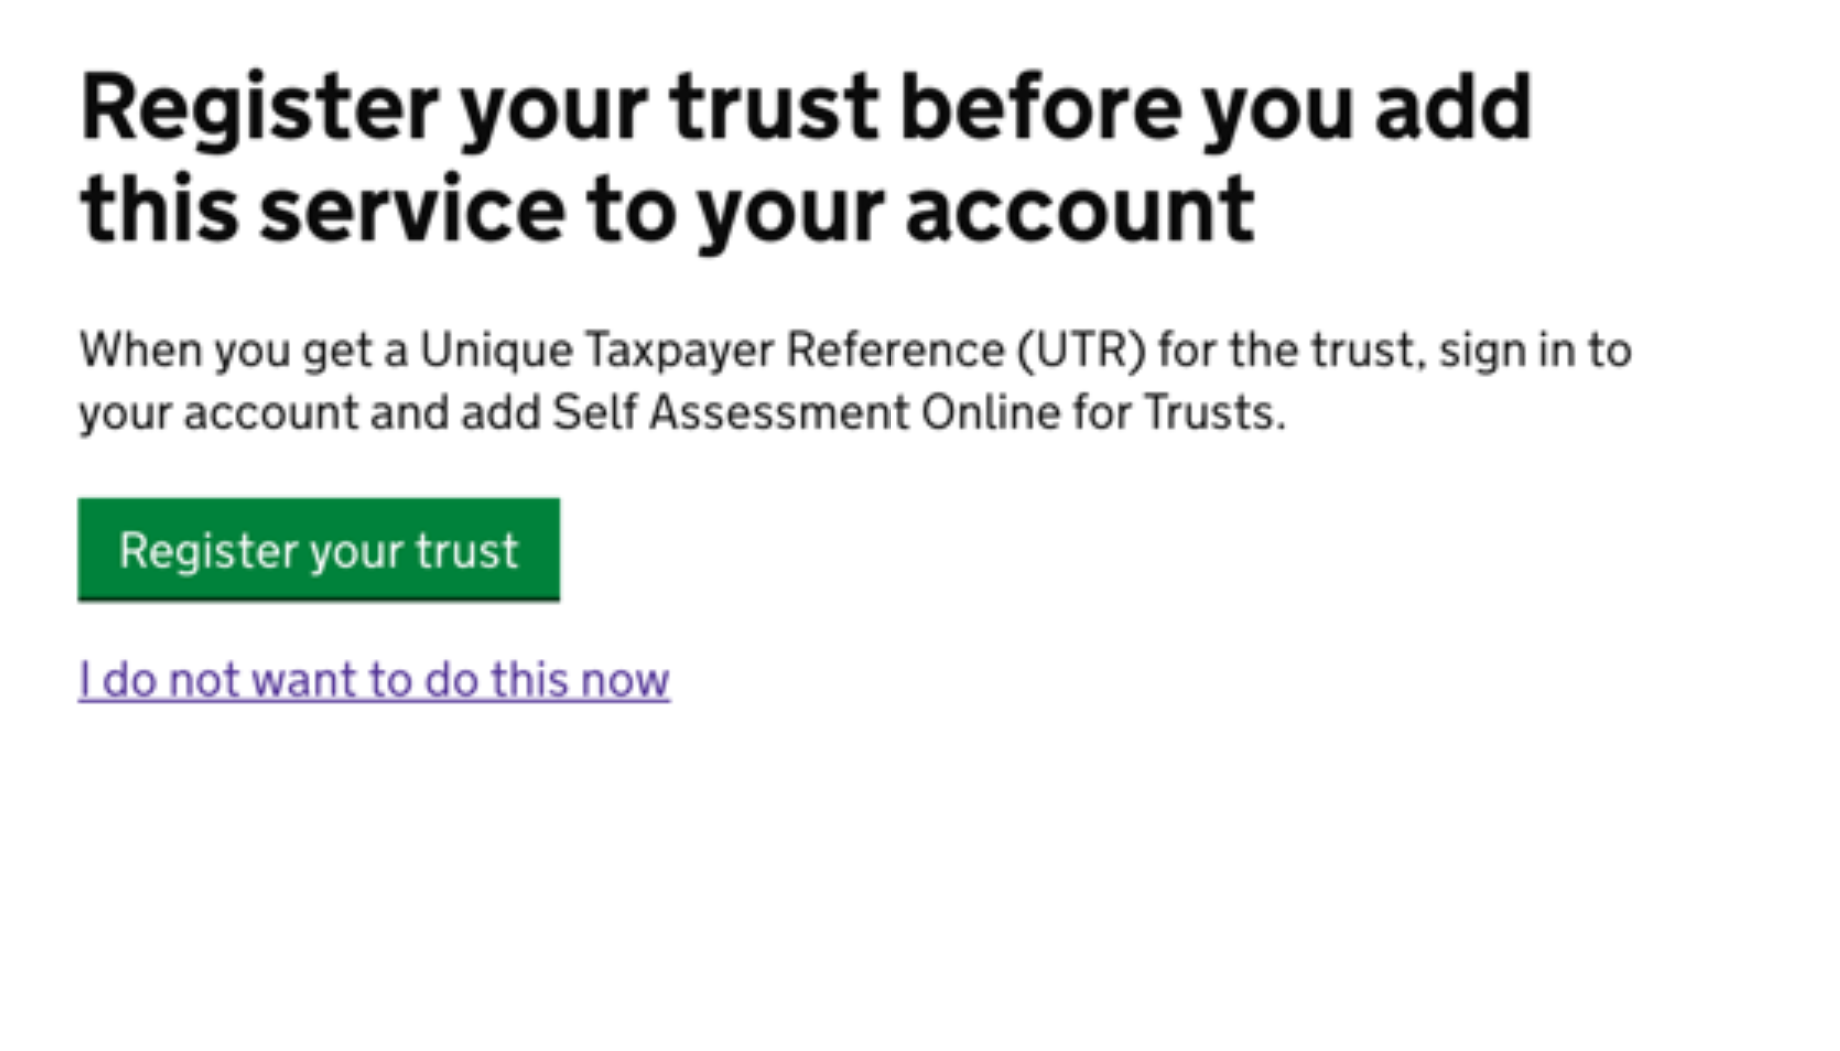 Register your trust before you add
this service to your account
When you get a Unique Taxpayer Reference (UTR) for the trust, sign in to
your account and add Self Assessment Online for Trusts.
Register your trust
I do not want to do this now